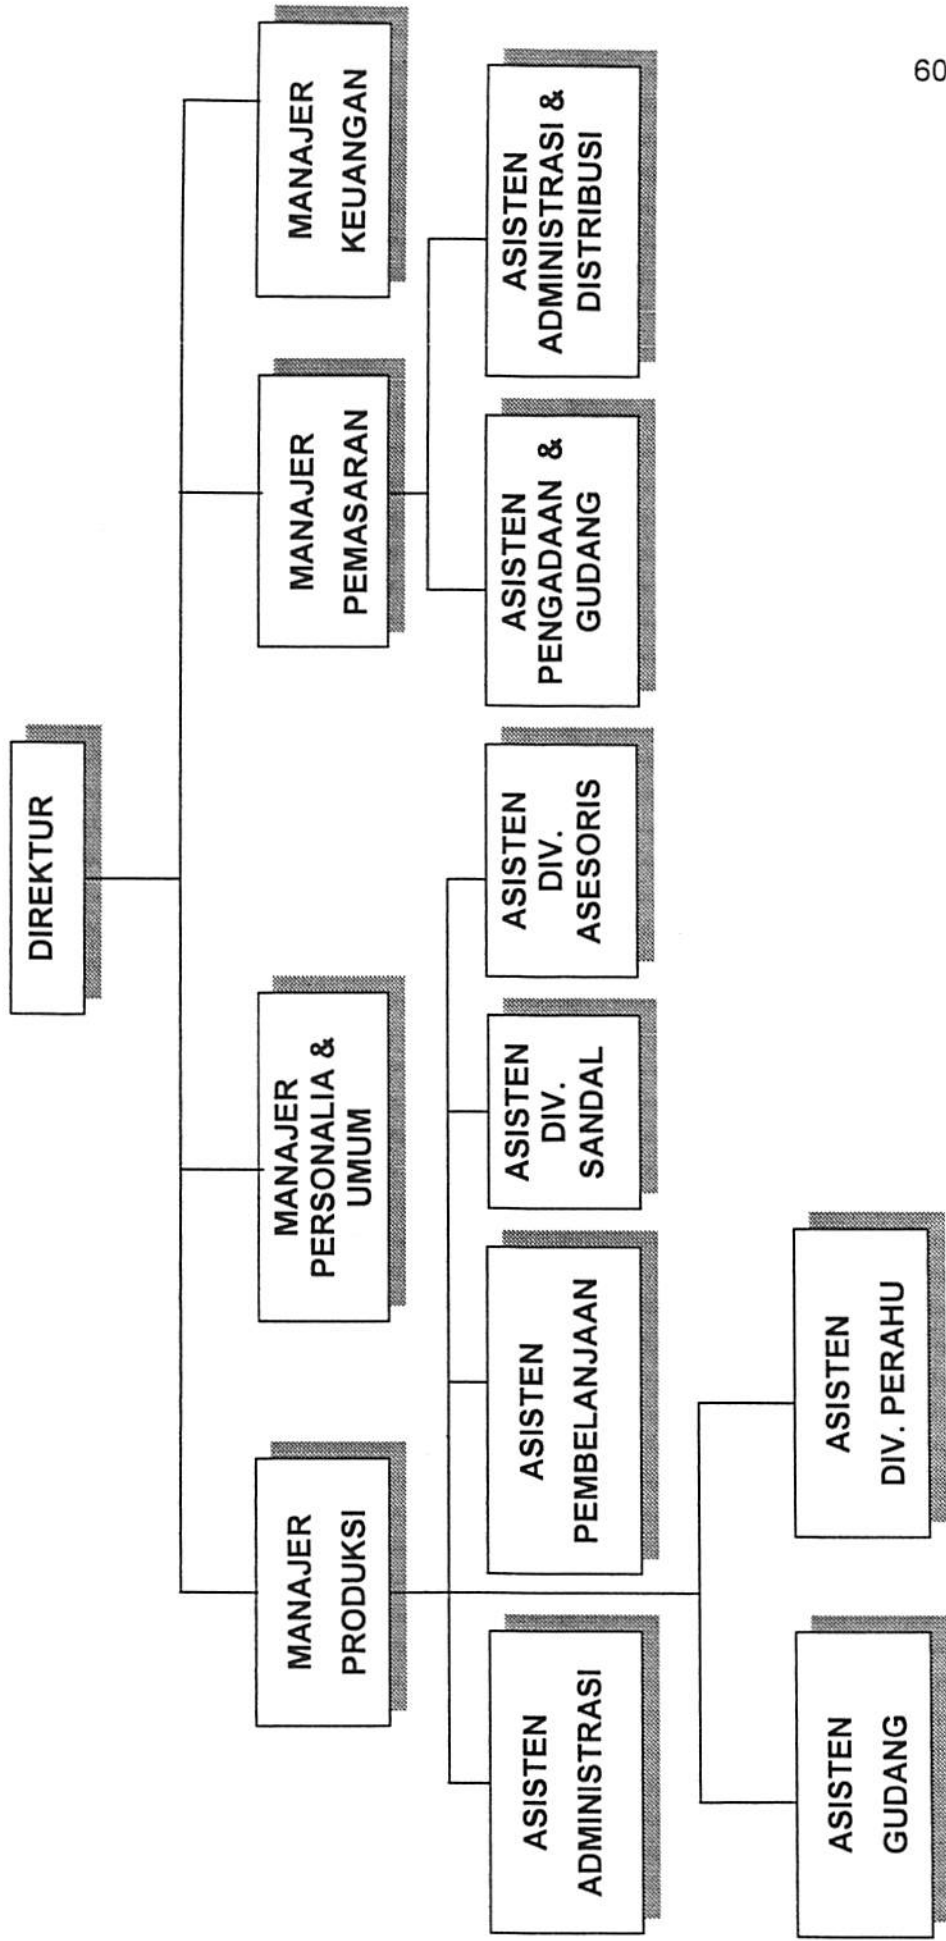 60
DIREKTUR
MANAJER
PRODUKSI
MANAJER
PERSONALIA &
UMUM
MANAJER
PEMASARAN
MANAJER
KEUANGAN
ASISTEN
ADMINISTRASI
ASISTEN
PEMBELANJAAN
ASISTEN
DIV.
SANDAL
ASISTEN
DIV.
ASESORIS
ASISTEN
PENGADAAN &
GUDANG
ASISTEN
ADMINISTRASI &
DISTRIBUSI
ASISTEN
GUDANG
ASISTEN
DIV. PERAHU